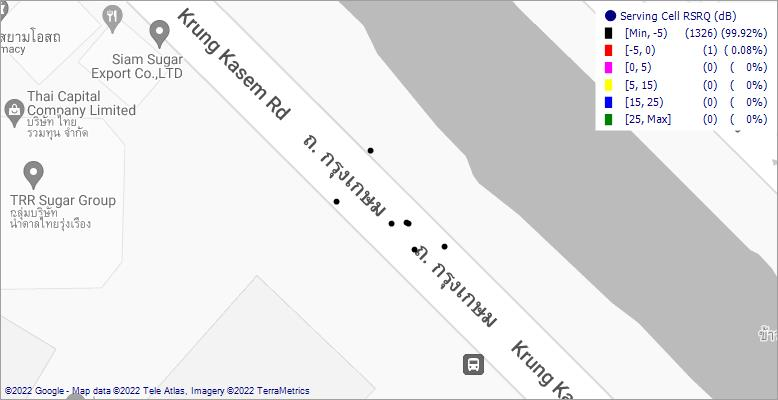 สยามโอสถ
macy
Siam Sugar
Export Co.,LTD
Thai Capital
Company Limited
บริษัท ไทย
รวมทุน จำกัด
TRR Sugar Group
กลุ่มบริษัท
น้ำตาลไทยรุ่งเรือง
Krung Kasem Rd
ถ. กรุงเกษม
ถ. กรุงเกษม
Krung Ka
Serving Cell RSRQ (dB)
[Min, -5) (1326) (99.92%)
[-5, 0) (1) ( 0.08%)
[0, 5) (0) ( 0%)
[5, 15) (0) ( 0%)
[15, 25) (0) ( 0%)
[25, Max] (0) ( 0%)
ข้าว
©2022 Google - Map data ©2022 Tele Atlas, Imagery ©2022 TerraMetrics